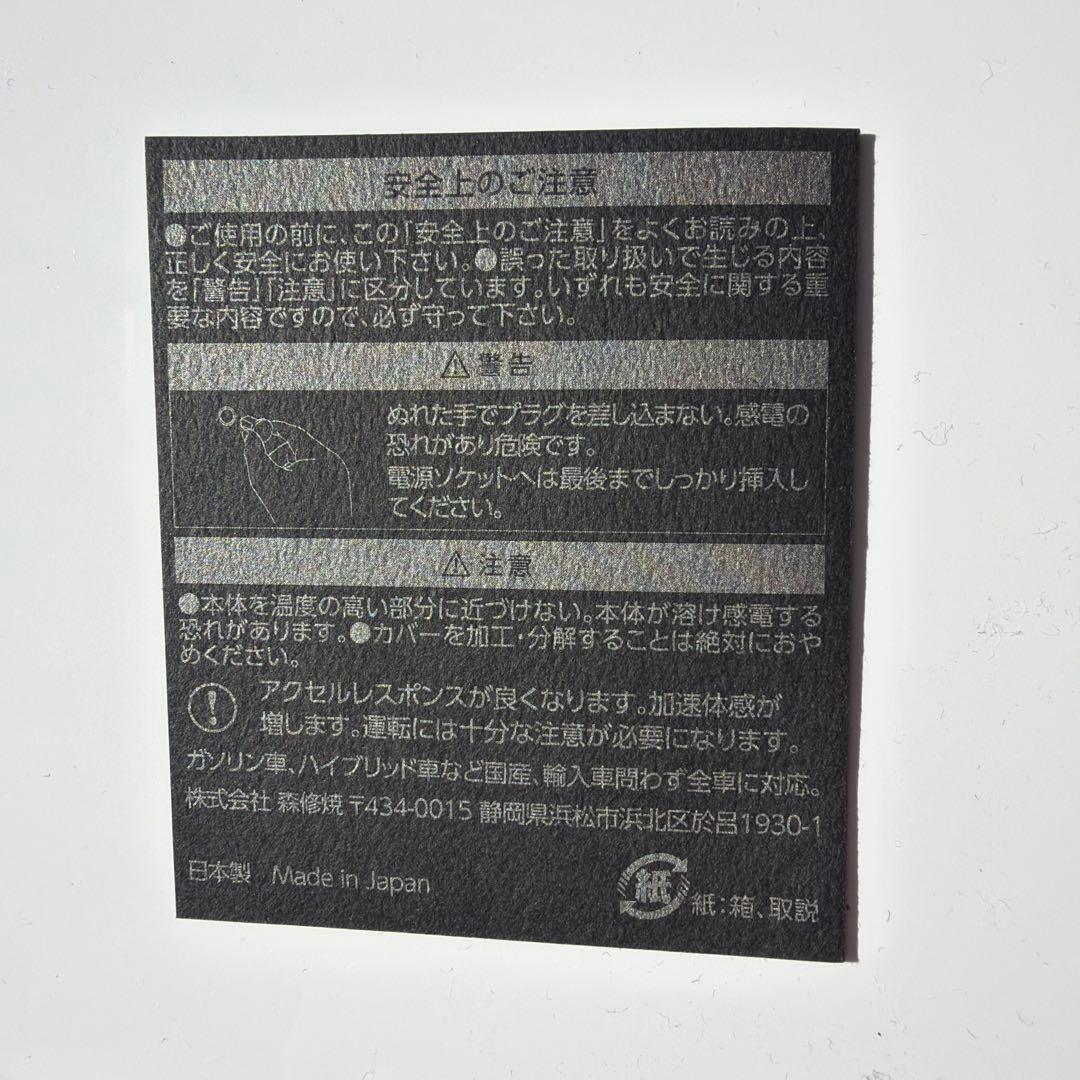 安全上のご注意
●ご使用の前に、この「安全上のご注意」をよくお読みの上、
正しく安全にお使い下さい。●誤った取り扱いで生じる内容
を「警告」「注意」に区分しています。いずれも安全に関する重
要な内容ですので、必ず守って下さい。
⚠ 警告
ぬれた手でプラグを差し込まない。感電の
恐れがあり危険です。
電源ソケットへは最後までしっかり挿入し
てください。
⚠ 注意
●本体を温度の高い部分に近づけない。本体が溶け感電する
恐れがあります。●カバーを加工・分解することは絶対におや
めください。
アクセルレスポンスが良くなります。加速体感が
増します。運転には十分な注意が必要になります。
ガソリン車、ハイブリッド車など国産、輸入車問わず全車に対応。
株式会社 森修焼 〒434-0015 静岡県浜松市浜北区於呂1930-1
日本製 Made in Japan
紙 紙：箱、取説